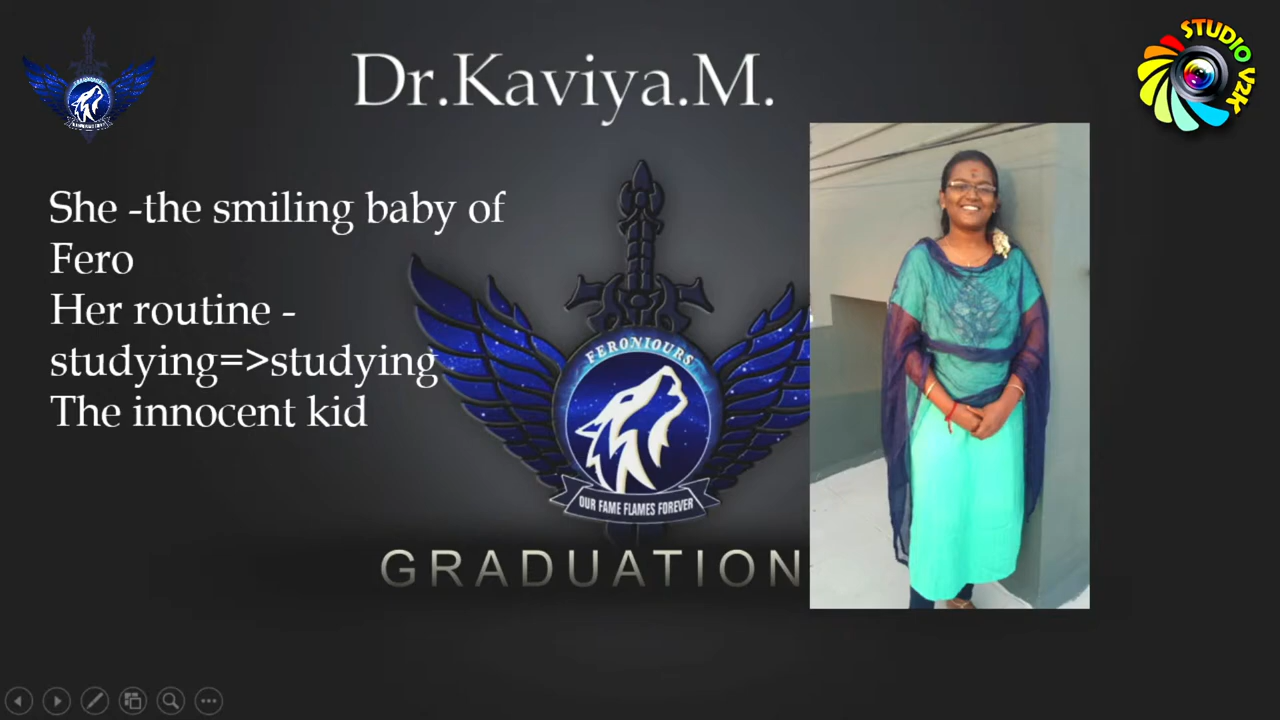 STUDIO V2K
Dr.Kaviya.M.
She -the smiling baby of
Fero
Her routine -
studying=>studying
The innocent kid
FERONIOURS
OUR FAME FLAMES FOREVER
GRADUATION